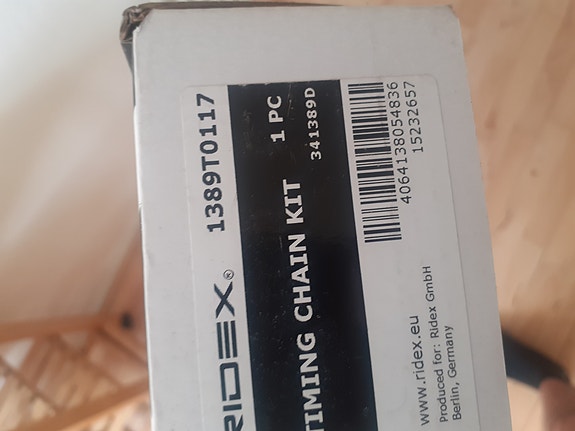 RIDEX® 1389T0117
TIMING CHAIN KIT 1 PC
341389D
4064138054836
15232657
www.ridex.eu
Produced for: Ridex GmbH
Berlin, Germany